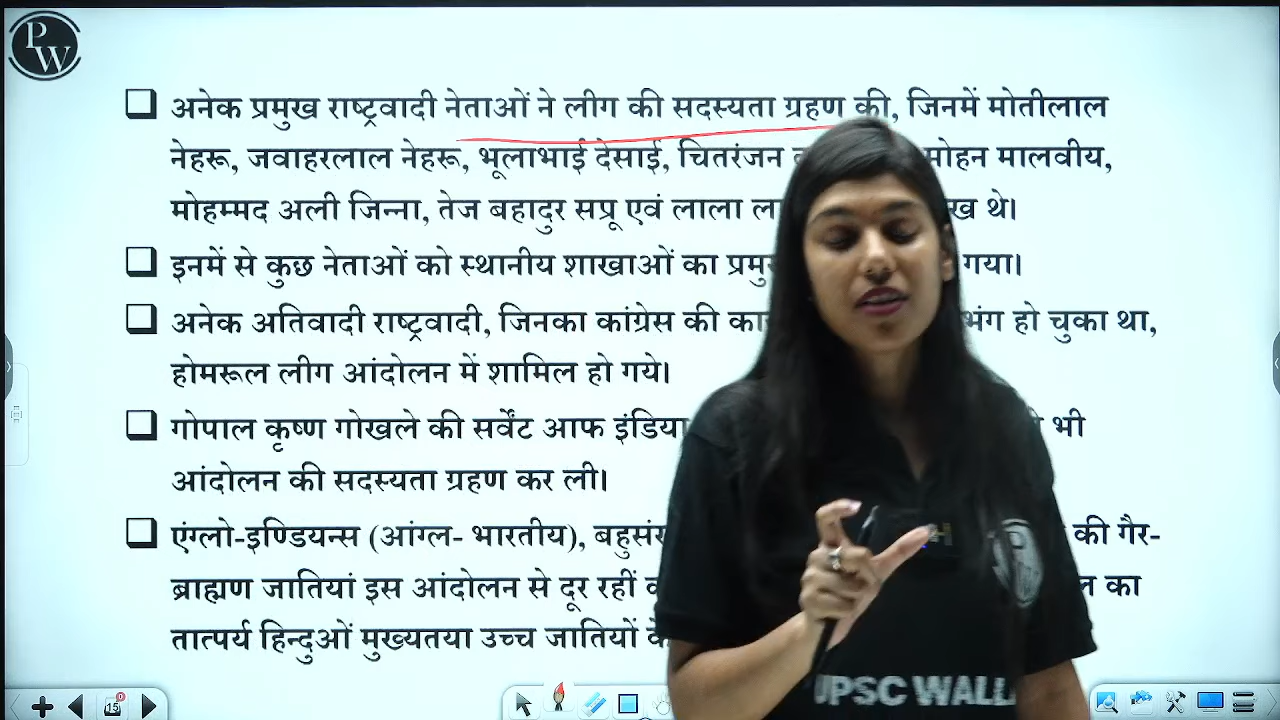 PW
अनेक प्रमुख राष्ट्रवादी नेताओं ने लीग की सदस्यता ग्रहण की, जिनमें मोतीलाल
नेहरू, जवाहरलाल नेहरू, भूलाभाई देसाई, चितरंजन मोहन मालवीय,
मोहम्मद अली जिन्ना, तेज बहादुर सप्रू एवं लाला थे।
इनमें से कुछ नेताओं को स्थानीय शाखाओं का गया।
अनेक अतिवादी राष्ट्रवादी, जिनका कांग्रेस की भंग हो चुका था,
होमरूल लीग आंदोलन में शामिल हो गये।
गोपाल कृष्ण गोखले की सर्वेंट आफ इंडिया भी
आंदोलन की सदस्यता ग्रहण कर ली।
एंग्लो-इण्डियन्स (आंग्ल- भारतीय), की गैर-
ब्राह्मण जातियां इस आंदोलन से दूर रहीं का
तात्पर्य हिन्दुओं मुख्यतया उच्च जातियों
UPSC WALL
15